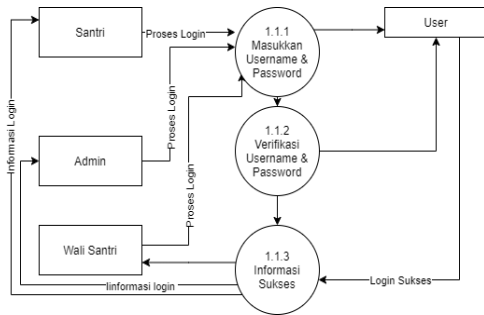 Santri
Proses Login
1.1.1
Masukkan
Username &
Password
User
Informasi Login
Proses Login
Admin
Proses Login
1.1.2
Verifikasi
Username &
Password
Wali Santri
Iinformasi login
1.1.3
Informasi
Sukses
Login Sukses